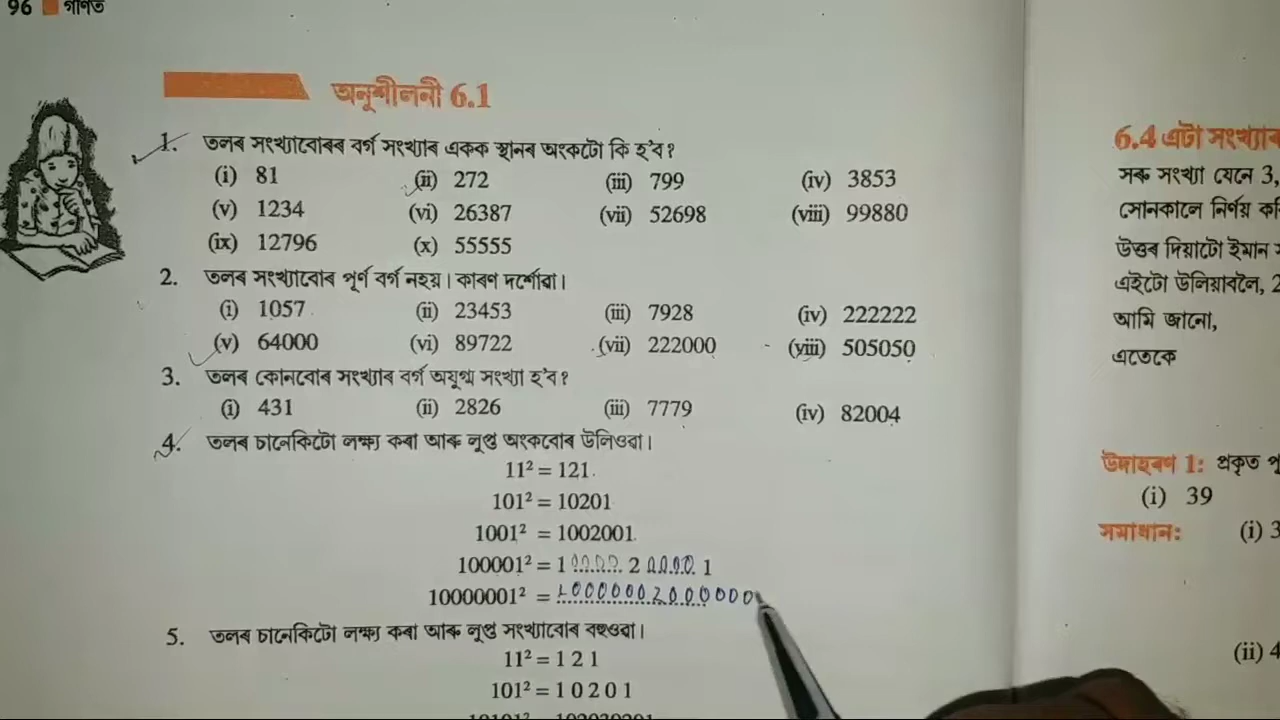 96 গণিত
অনুশীলনী 6.1
1. তলৰ সংখ্যাবোৰৰ বৰ্গ সংখ্যাৰ একক স্থানৰ অংকটো কি হ'ব?
(i) 81 (ii) 272 (iii) 799 (iv) 3853
(v) 1234 (vi) 26387 (vii) 52698 (viii) 99880
(ix) 12796 (x) 55555
2. তলৰ সংখ্যাবোৰ পূৰ্ণ বৰ্গ নহয়। কাৰণ দৰ্শোৱা।
(i) 1057 (ii) 23453 (iii) 7928 (iv) 222222
(v) 64000 (vi) 89722 (vii) 222000 (viii) 505050
3. তলৰ কোনবোৰ সংখ্যাৰ বৰ্গ অযুগ্ম সংখ্যা হ'ব?
(i) 431 (ii) 2826 (iii) 7779 (iv) 82004
4. তলৰ চানেকিটো লক্ষ্য কৰা আৰু লুপ্ত অংকবোৰ উলিওৱা।
11² = 121
101² = 10201
1001² = 1002001
100001² = 1 0000 2 0000 1
10000001² = 10000002000000
5. তলৰ চানেকিটো লক্ষ্য কৰা আৰু লুপ্ত সংখ্যাবোৰ বহুওৱা।
11² = 1 2 1
101² = 1 0 2 0 1
10101² = 102030201
6.4 এটা সংখ্যাৰ
সৰু সংখ্যা যেনে 3,
সোনকালে নিৰ্ণয় কৰি
উত্তৰ দিয়াটো ইমান স
এইটো উলিয়াবলৈ, 2
আমি জানো,
এতেকে
উদাহৰণ 1: প্ৰকৃত পূ
(i) 39
সমাধান: (i) 3
(ii) 4